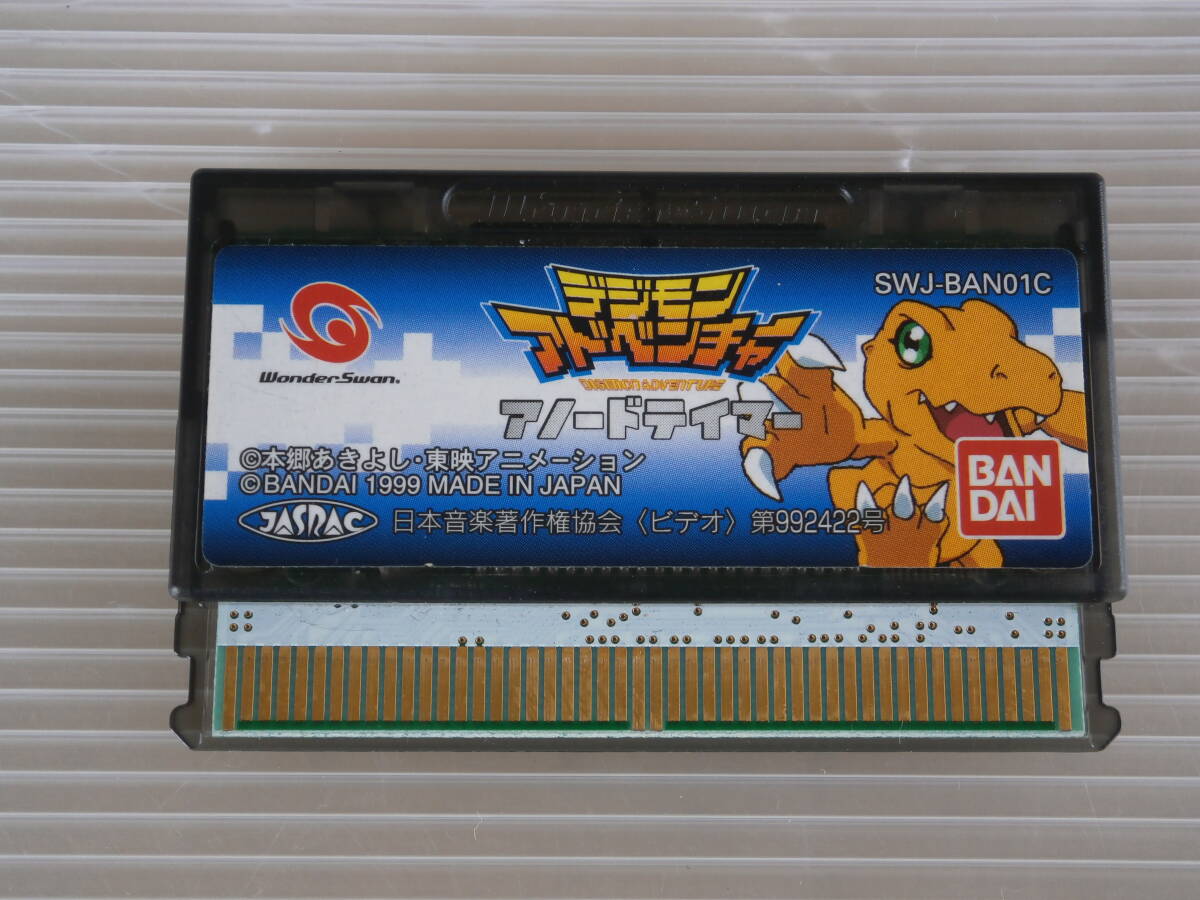 WonderSwan
SWJ-BAN01C
WonderSwan.
デジモン
アドベンチャー
DIGIMON ADVENTURE
アノードテイマー
©本郷あきよし・東映アニメーション
©BANDAI 1999 MADE IN JAPAN
JASRAC 日本音楽著作権協会〈ビデオ〉第992422号
BAN
DAI